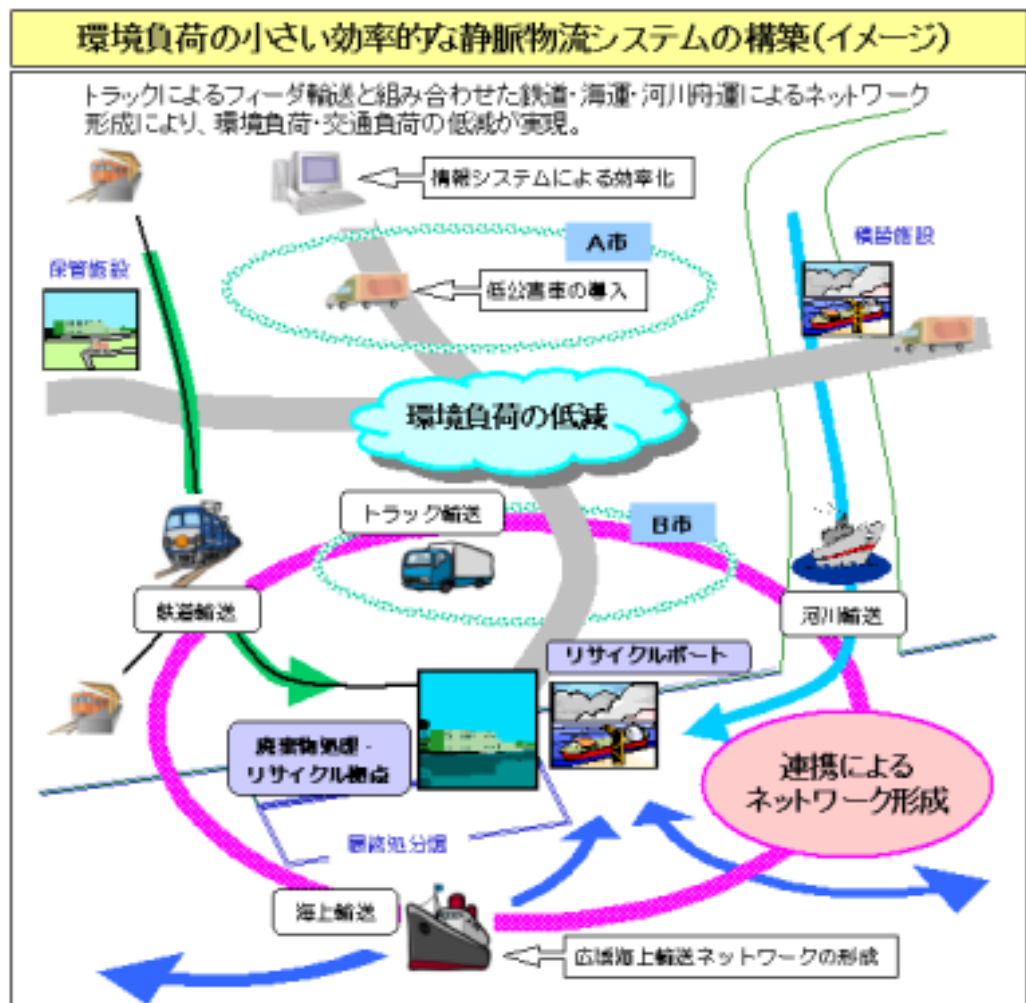 環境負荷の小さい効率的な静脈物流システムの構築(イメージ)
トラックによるフィーダ輸送と組み合わせた鉄道・海運・河川舟運によるネットワーク
形成により、環境負荷・交通負荷の低減が実現。
情報システムによる効率化
A市
積替施設
保管施設
低公害車の導入
環境負荷の低減
トラック輸送
B市
鉄道輸送
河川輸送
リサイクルポート
廃棄物処理・
リサイクル拠点
連携による
ネットワーク形成
最終処分場
海上輸送
広域海上輸送ネットワークの形成